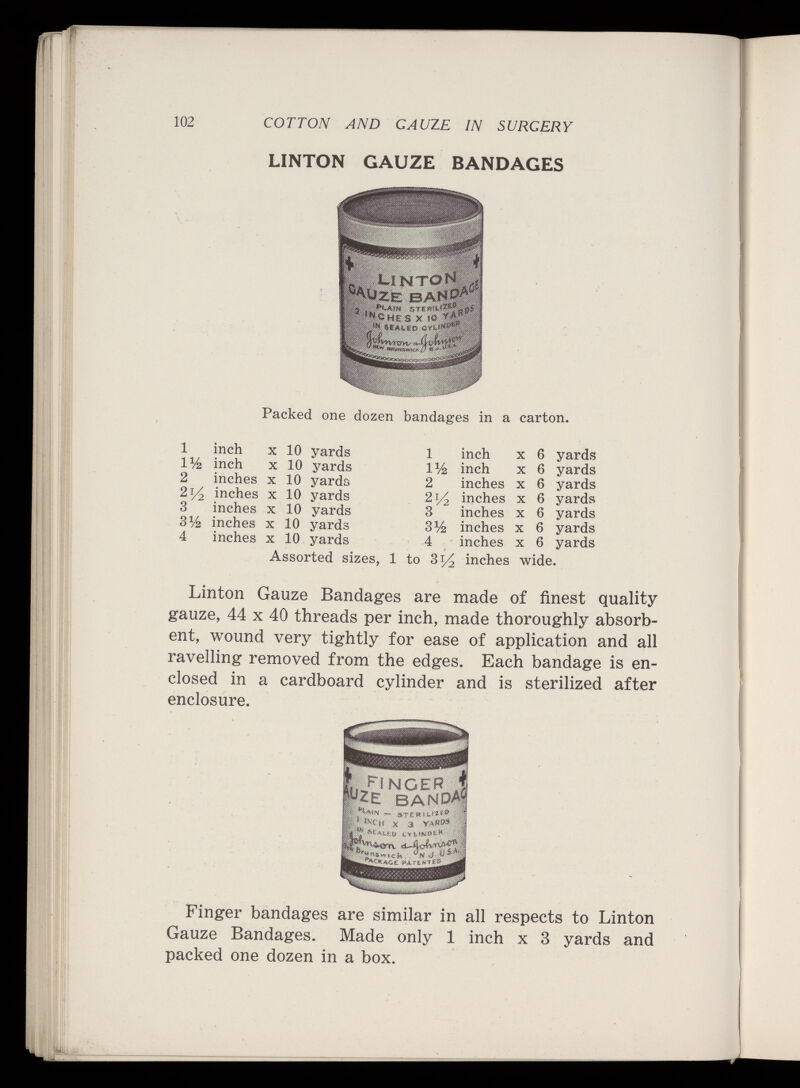 102 COTTON AND GAUZE IN SURGERY
LINTON GAUZE BANDAGES
LINTON
GAUZE BANDAGE
PLAIN STERILIZED
2 INCHES X 10 YARDS
IN SEALED CYLINDER
Johnson & Johnson
NEW BRUNSWICK N.J. U.S.A.
Packed one dozen bandages in a carton.
1 inch x 10 yards 1 inch x 6 yards
1½ inch x 10 yards 1½ inch x 6 yards
2 inches x 10 yards 2 inches x 6 yards
2½ inches x 10 yards 2½ inches x 6 yards
3 inches x 10 yards 3 inches x 6 yards
3½ inches x 10 yards 3½ inches x 6 yards
4 inches x 10 yards 4 inches x 6 yards
Assorted sizes, 1 to 3½ inches wide.
Linton Gauze Bandages are made of finest quality
gauze, 44 x 40 threads per inch, made thoroughly absorb-
ent, wound very tightly for ease of application and all
ravelling removed from the edges. Each bandage is en-
closed in a cardboard cylinder and is sterilized after
enclosure.
FINGER
AUZE BANDAG
PLAIN — STERILIZED
1 INCH X 3 YARDS
IN SEALED CYLINDER
Johnson & Johnson
New Brunswick, N.J. U.S.A.
PACKAGE PATENTED
Finger bandages are similar in all respects to Linton
Gauze Bandages. Made only 1 inch x 3 yards and
packed one dozen in a box.